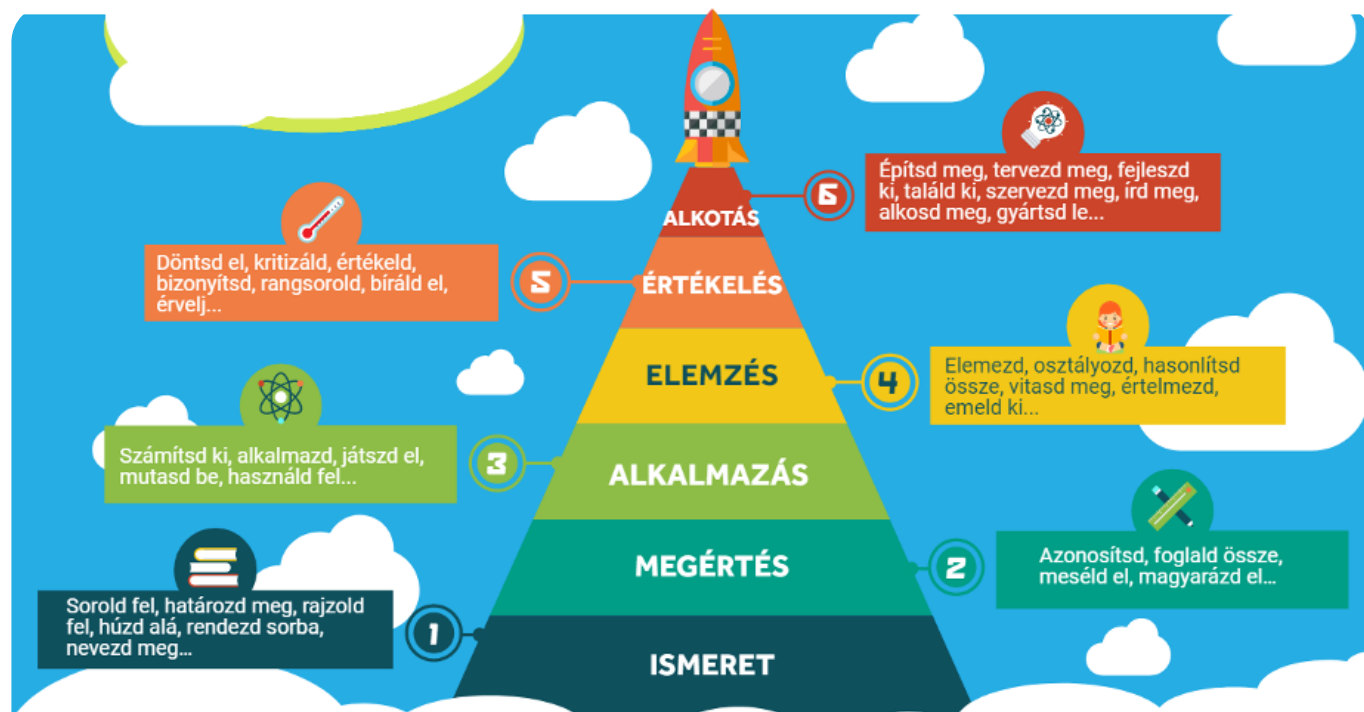 6
Építsd meg, tervezd meg, fejleszd
ki, találd ki, szervezd meg, írd meg,
alkosd meg, gyártsd le...
ALKOTÁS
Döntsd el, kritizáld, értékeld,
bizonyítsd, rangsorold, bíráld el,
érvelj...
5
ÉRTÉKELÉS
ELEMZÉS
4
Elemezd, osztályozd, hasonlítsd
össze, vitasd meg, értelmezd,
emeld ki...
Számítsd ki, alkalmazd, játszd el,
mutasd be, használd fel...
3
ALKALMAZÁS
MEGÉRTÉS
2
Azonosítsd, foglald össze,
meséld el, magyarázd el...
Sorold fel, határozd meg, rajzold
fel, húzd alá, rendezd sorba,
nevezd meg...
1
ISMERET